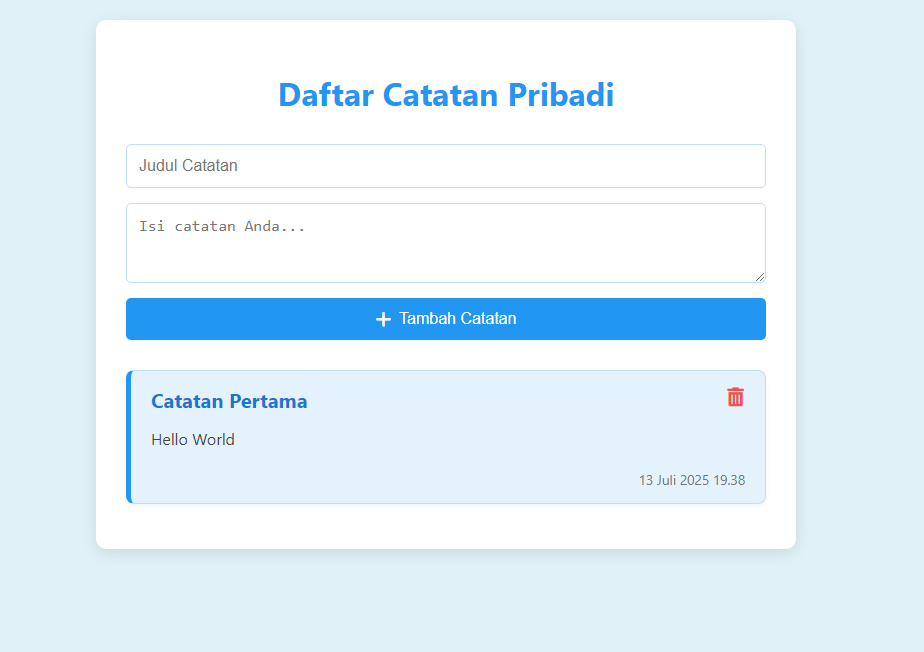 Daftar Catatan Pribadi
Judul Catatan
Isi catatan Anda...
Tambah Catatan
Catatan Pertama
Hello World
13 Juli 2025 19.38